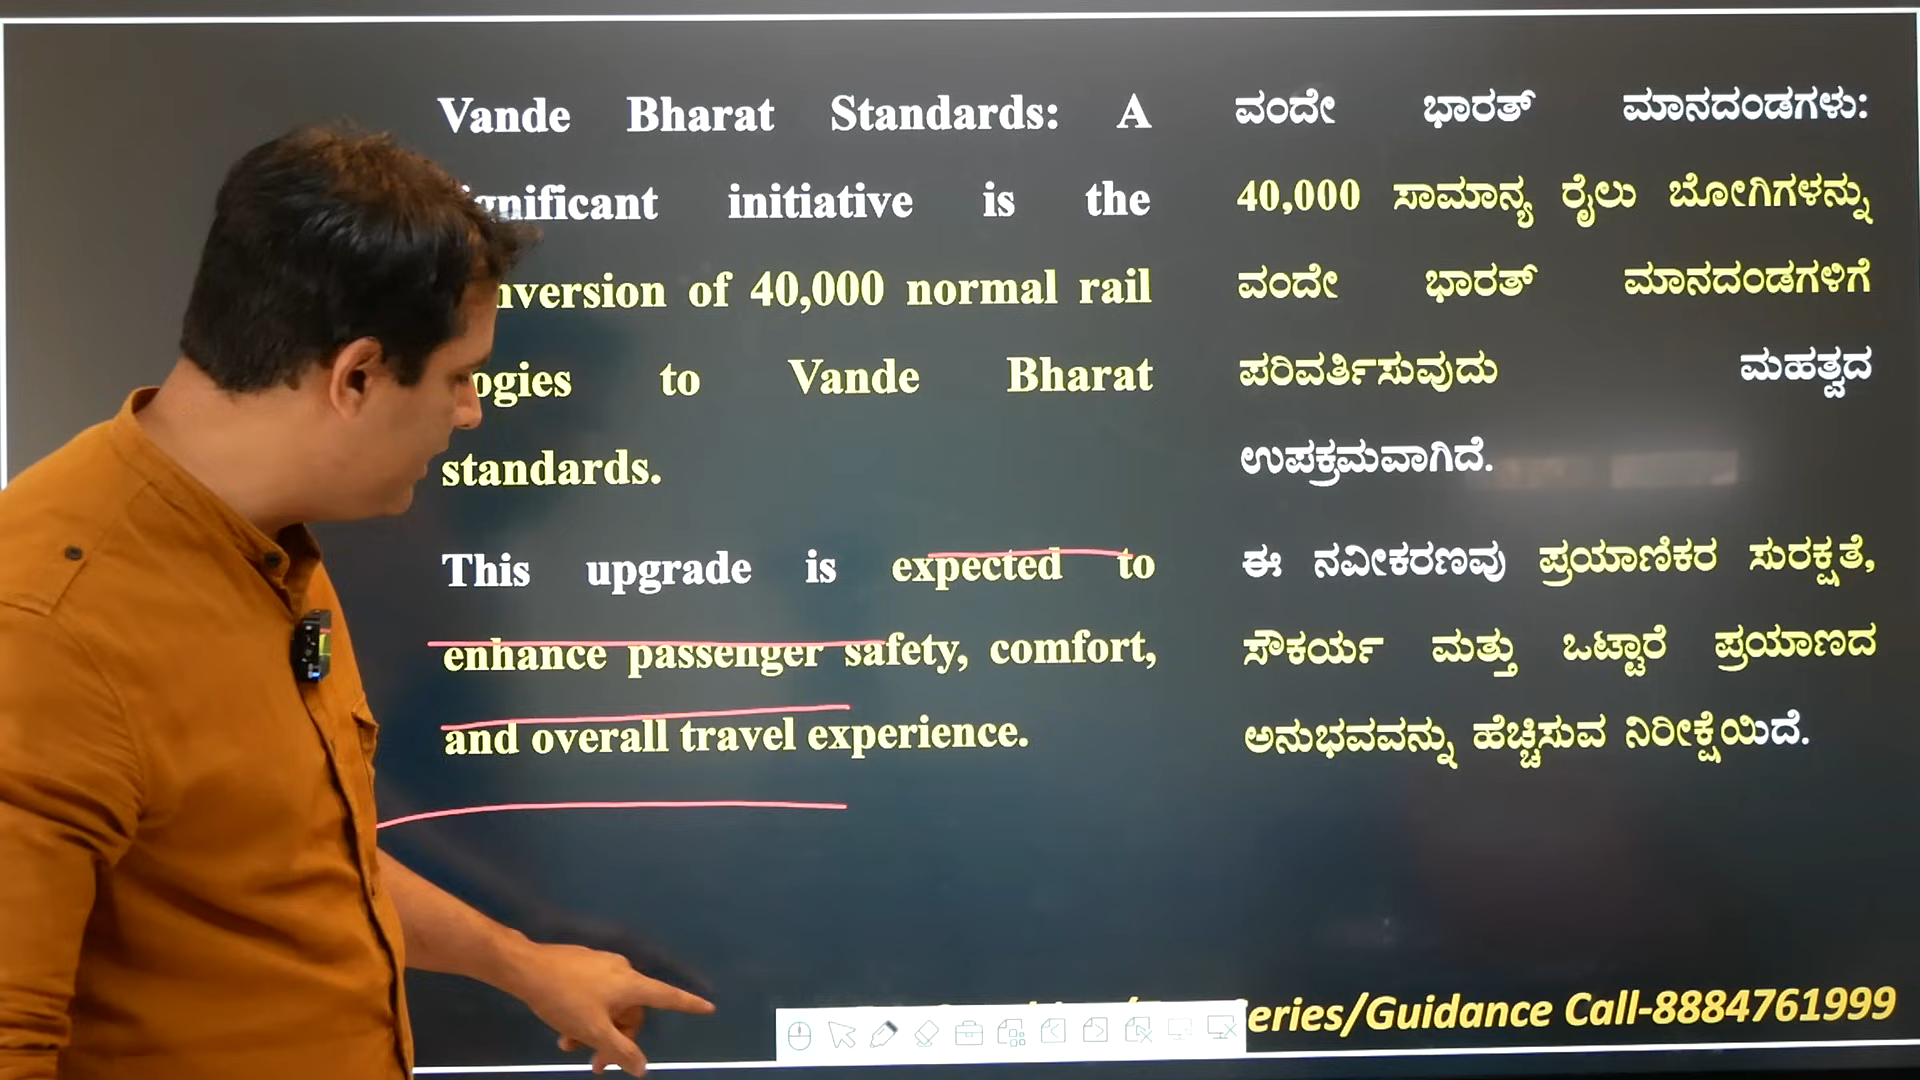 Vande Bharat Standards: A
initiative is the
of 40,000 normal rail
to Vande Bharat
standards.
This upgrade is expected to
enhance passenger safety, comfort,
and overall travel experience.
ವಂದೇ ಭಾರತ್ ಮಾನದಂಡಗಳು:
40,000 ಸಾಮಾನ್ಯ ರೈಲು ಬೋಗಿಗಳನ್ನು
ವಂದೇ ಭಾರತ್ ಮಾನದಂಡಗಳಿಗೆ
ಪರಿವರ್ತಿಸುವುದು ಮಹತ್ವದ
ಉಪಕ್ರಮವಾಗಿದೆ.
ಈ ನವೀಕರಣವು ಪ್ರಯಾಣಿಕರ ಸುರಕ್ಷತೆ,
ಸೌಕರ್ಯ ಮತ್ತು ಒಟ್ಟಾರೆ ಪ್ರಯಾಣದ
ಅನುಭವವನ್ನು ಹೆಚ್ಚಿಸುವ ನಿರೀಕ್ಷೆಯಿದೆ.
/Guidance Call-8884761999